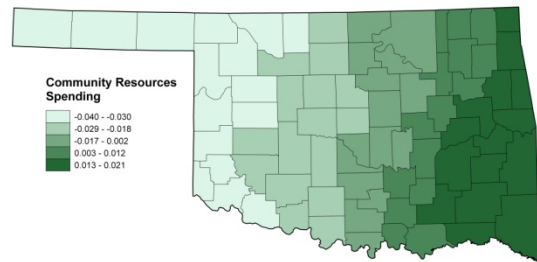 Community Resources
Spending
-0.040 - -0.030
-0.029 - -0.018
-0.017 - 0.002
0.003 - 0.012
0.013 - 0.021